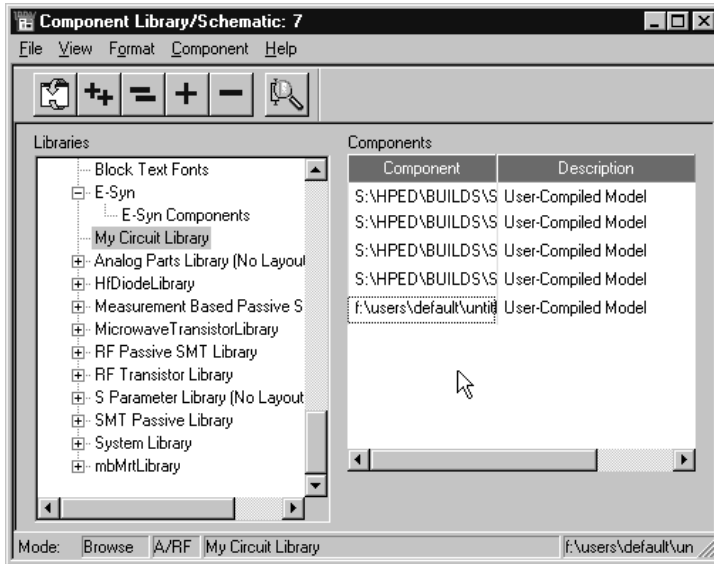 Component Library/Schematic: 7
File View Format Component Help
Libraries
Block Text Fonts
E-Syn
E-Syn Components
My Circuit Library
Analog Parts Library (No Layout
HfDiodeLibrary
Measurement Based Passive S
MicrowaveTransistorLibrary
RF Passive SMT Library
RF Transistor Library
S Parameter Library (No Layout
SMT Passive Library
System Library
mbMrtLibrary
Components
Component Description
S:\HPED\BUILDS\S User-Compiled Model
S:\HPED\BUILDS\S User-Compiled Model
S:\HPED\BUILDS\S User-Compiled Model
S:\HPED\BUILDS\S User-Compiled Model
f:\users\default\untit User-Compiled Model
Mode: Browse A/RF My Circuit Library f:\users\default\un